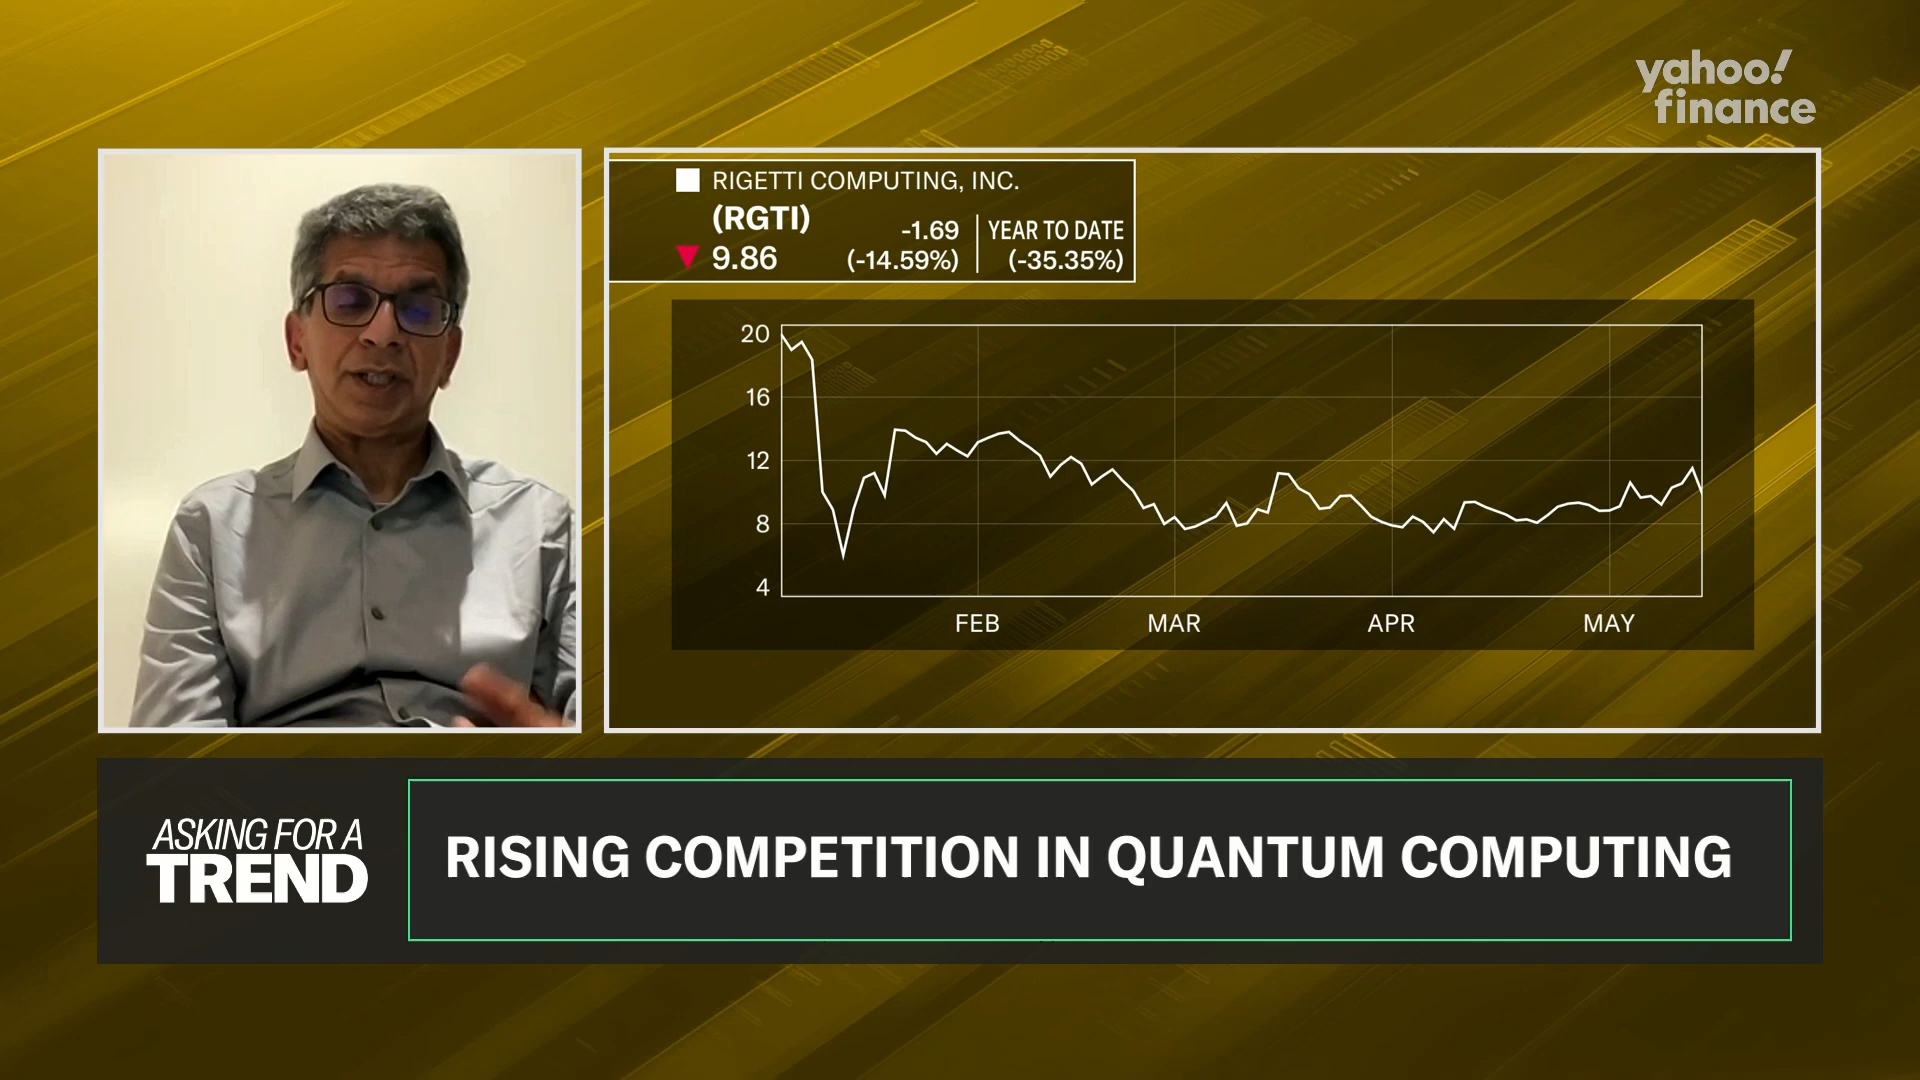 yahoo!
finance
RIGETTI COMPUTING, INC.
(RGTI)
-1.69
YEAR TO DATE
9.86
(-14.59%)
(-35.35%)
20
16
12
8
4
FEB
MAR
APR
MAY
ASKING FOR A
TREND
RISING COMPETITION IN QUANTUM COMPUTING